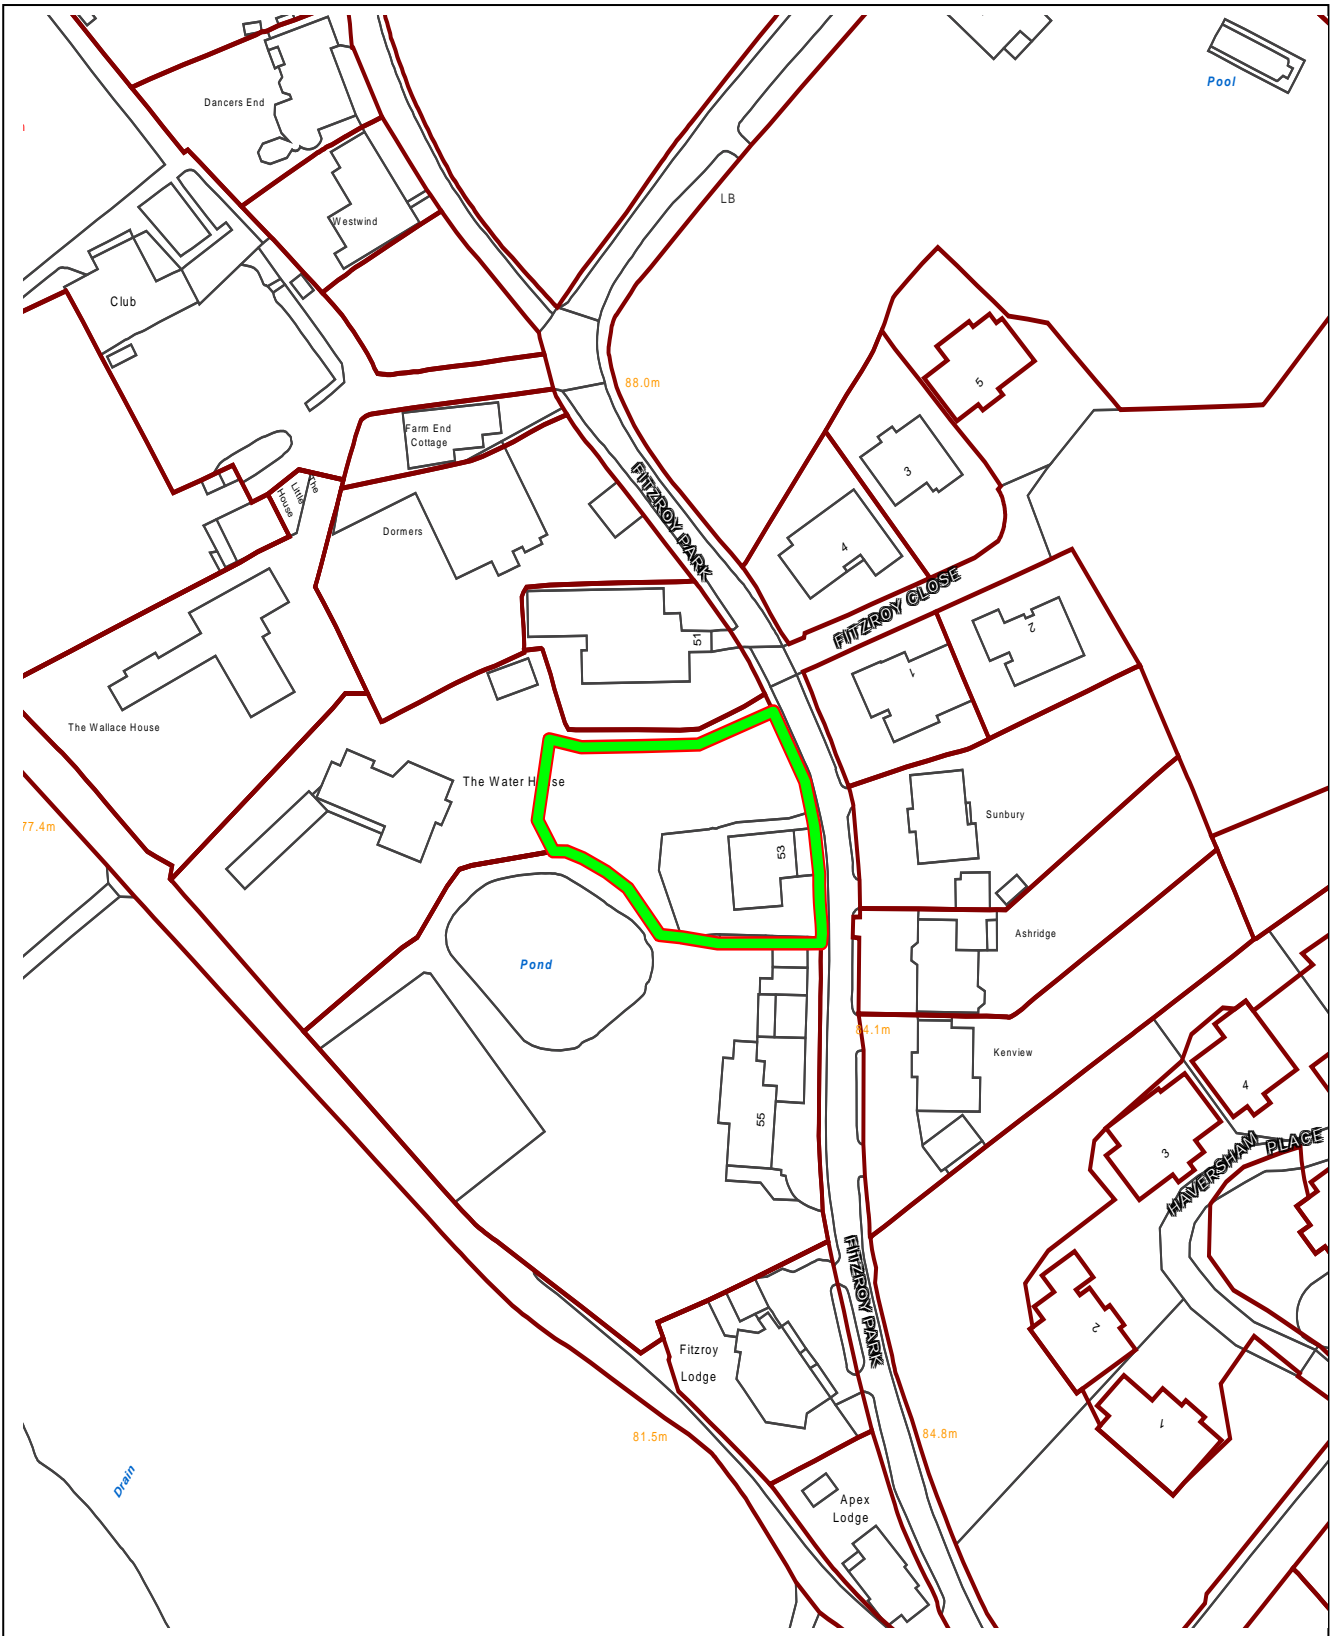 Pool
Dancers End
LB
Westwind
Club
88.0m
5
Farm End
Cottage
3
FITZROY PARK
The
Little
House
Dormers
4
FITZROY CLOSE
2
51
1
The Wallace House
The Water H se
Sunbury
77.4m
53
Ashridge
Pond
84.1m
Kenview
4
55
3
HAVERSHAM PLACE
FITZROY PARK
2
Fitzroy
Lodge
1
81.5m
84.8m
Drain
Apex
Lodge